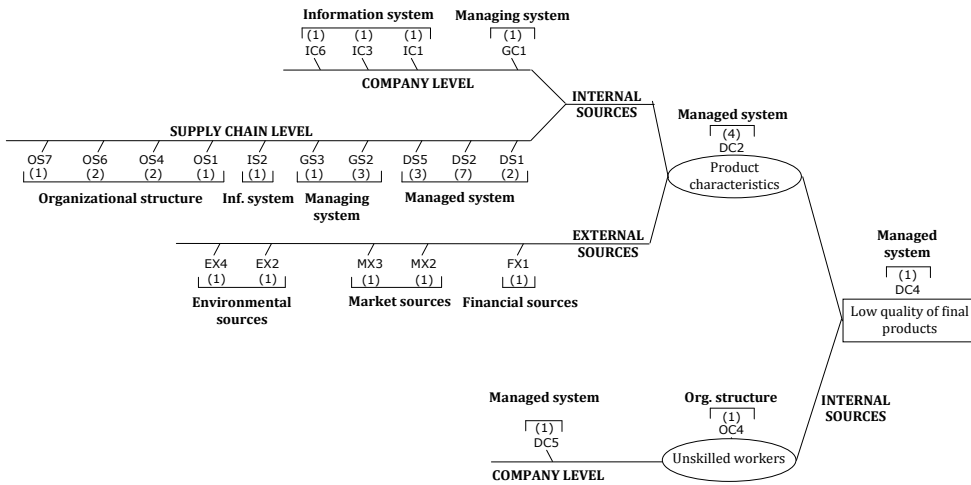 Information system
Managing system
(1) (1) (1) (1)
IC6 IC3 IC1 GC1
COMPANY LEVEL
INTERNAL
SOURCES
SUPPLY CHAIN LEVEL
OS7 OS6 OS4 OS1 IS2 GS3 GS2 DS5 DS2 DS1
(1) (2) (2) (1) (1) (1) (3) (3) (7) (2)
Organizational structure
Inf. system
Managing
system
Managed system
Managed system
(4)
DC2
Product
characteristics
EXTERNAL
SOURCES
EX4 EX2 MX3 MX2 FX1
(1) (1) (1) (1) (1)
Environmental
sources
Market sources
Financial sources
Managed
system
(1)
DC4
Low quality of final
products
INTERNAL
SOURCES
Managed system
(1)
DC5
COMPANY LEVEL
Org. structure
(1)
OC4
Unskilled workers